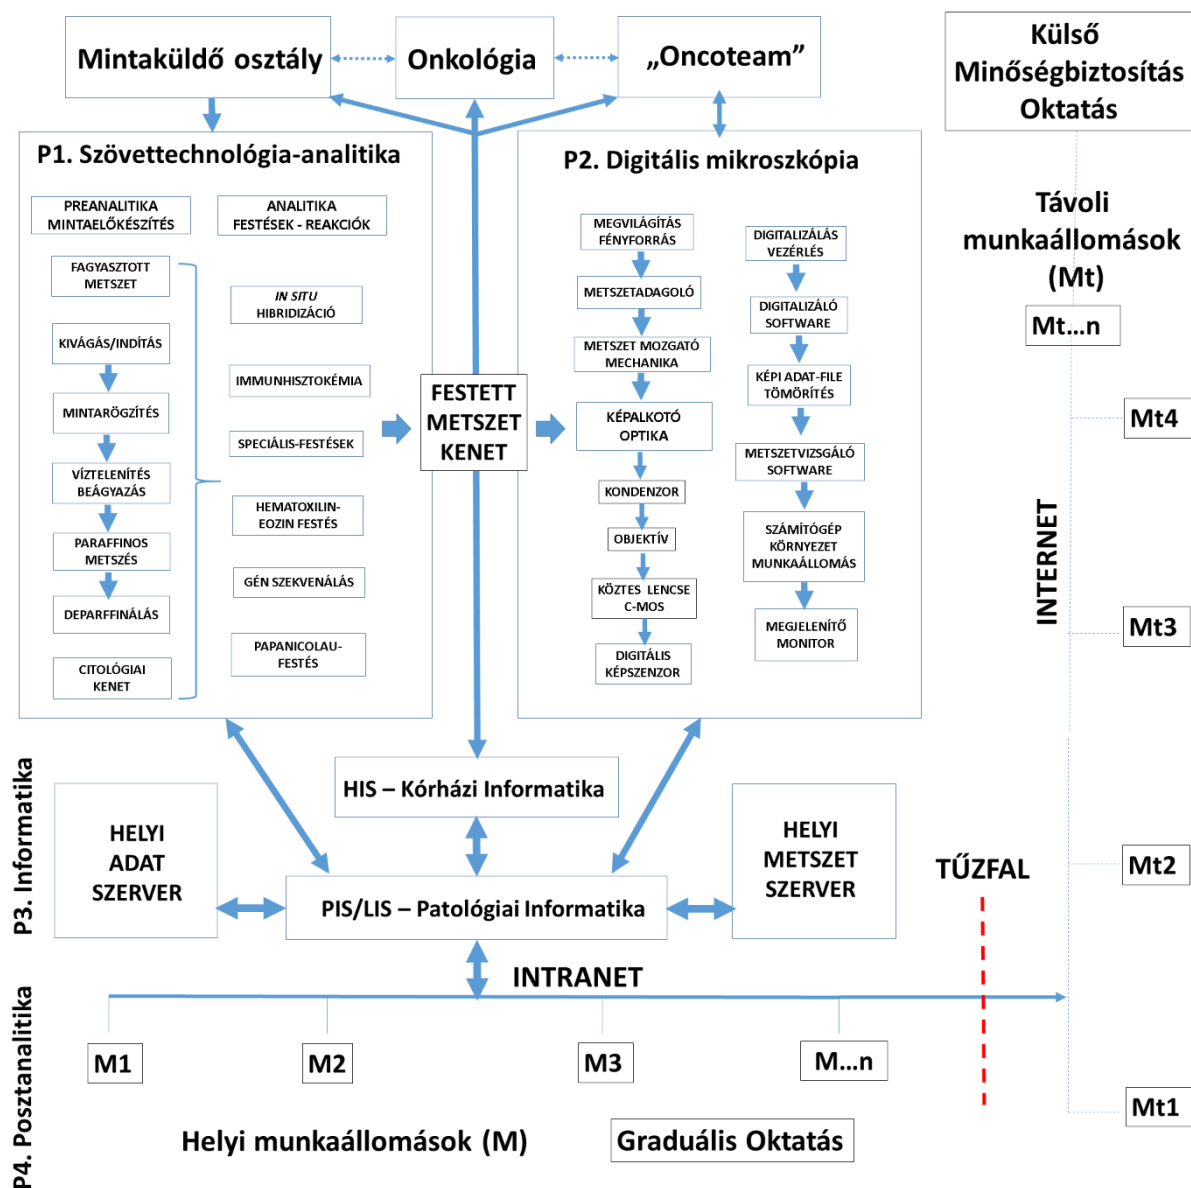 Mintaküldő osztály
Onkológia
„Oncoteam”
Külső
Minőségbiztosítás
Oktatás
P1. Szövettechnológia-analitika
PREANALITIKA
MINTAELŐKÉSZÍTÉS
FAGYASZTOTT
METSZET
KIVÁGÁS/INDÍTÁS
MINTARÖGZÍTÉS
VÍZTELENÍTÉS
BEÁGYAZÁS
PARAFFINOS
METSZÉS
DEPARFFINÁLÁS
CITOLÓGIAI
KENET
ANALITIKA
FESTÉSEK - REAKCIÓK
IN SITU
HIBRIDIZÁCIÓ
IMMUNHISZTOKÉMIA
SPECIÁLIS-FESTÉSEK
HEMATOXILIN-
EOZIN FESTÉS
GÉN SZEKVENÁLÁS
PAPANICOLAU-
FESTÉS
FESTETT
METSZET
KENET
P2. Digitális mikroszkópia
MEGVILÁGÍTÁS
FÉNYFORRÁS
METSZETADAGOLÓ
METSZET MOZGATÓ
MECHANIKA
KÉPALKOTÓ
OPTIKA
KONDENZOR
OBJEKTÍV
KÖZTES LENCSE
C-MOS
DIGITÁLIS
KÉPSZENZOR
DIGITALIZÁLÁS
VEZÉRLÉS
DIGITALIZÁLÓ
SOFTWARE
KÉPI ADAT-FILE
TÖMÖRÍTÉS
METSZETVIZSGÁLÓ
SOFTWARE
SZÁMÍTÓGÉP
KÖRNYEZET
MUNKAÁLLOMÁS
MEGJELENÍTŐ
MONITOR
Távoli
munkaállomások
(Mt)
Mt...n
Mt4
INTERNET
Mt3
Mt2
Mt1
P3. Informatika
HIS – Kórházi Informatika
HELYI
ADAT
SZERVER
HELYI
METSZET
SZERVER
PIS/LIS – Patológiai Informatika
TŰZFAL
INTRANET
P4. Posztanalitika
M1
M2
M3
M...n
Helyi munkaállomások (M)
Graduális Oktatás